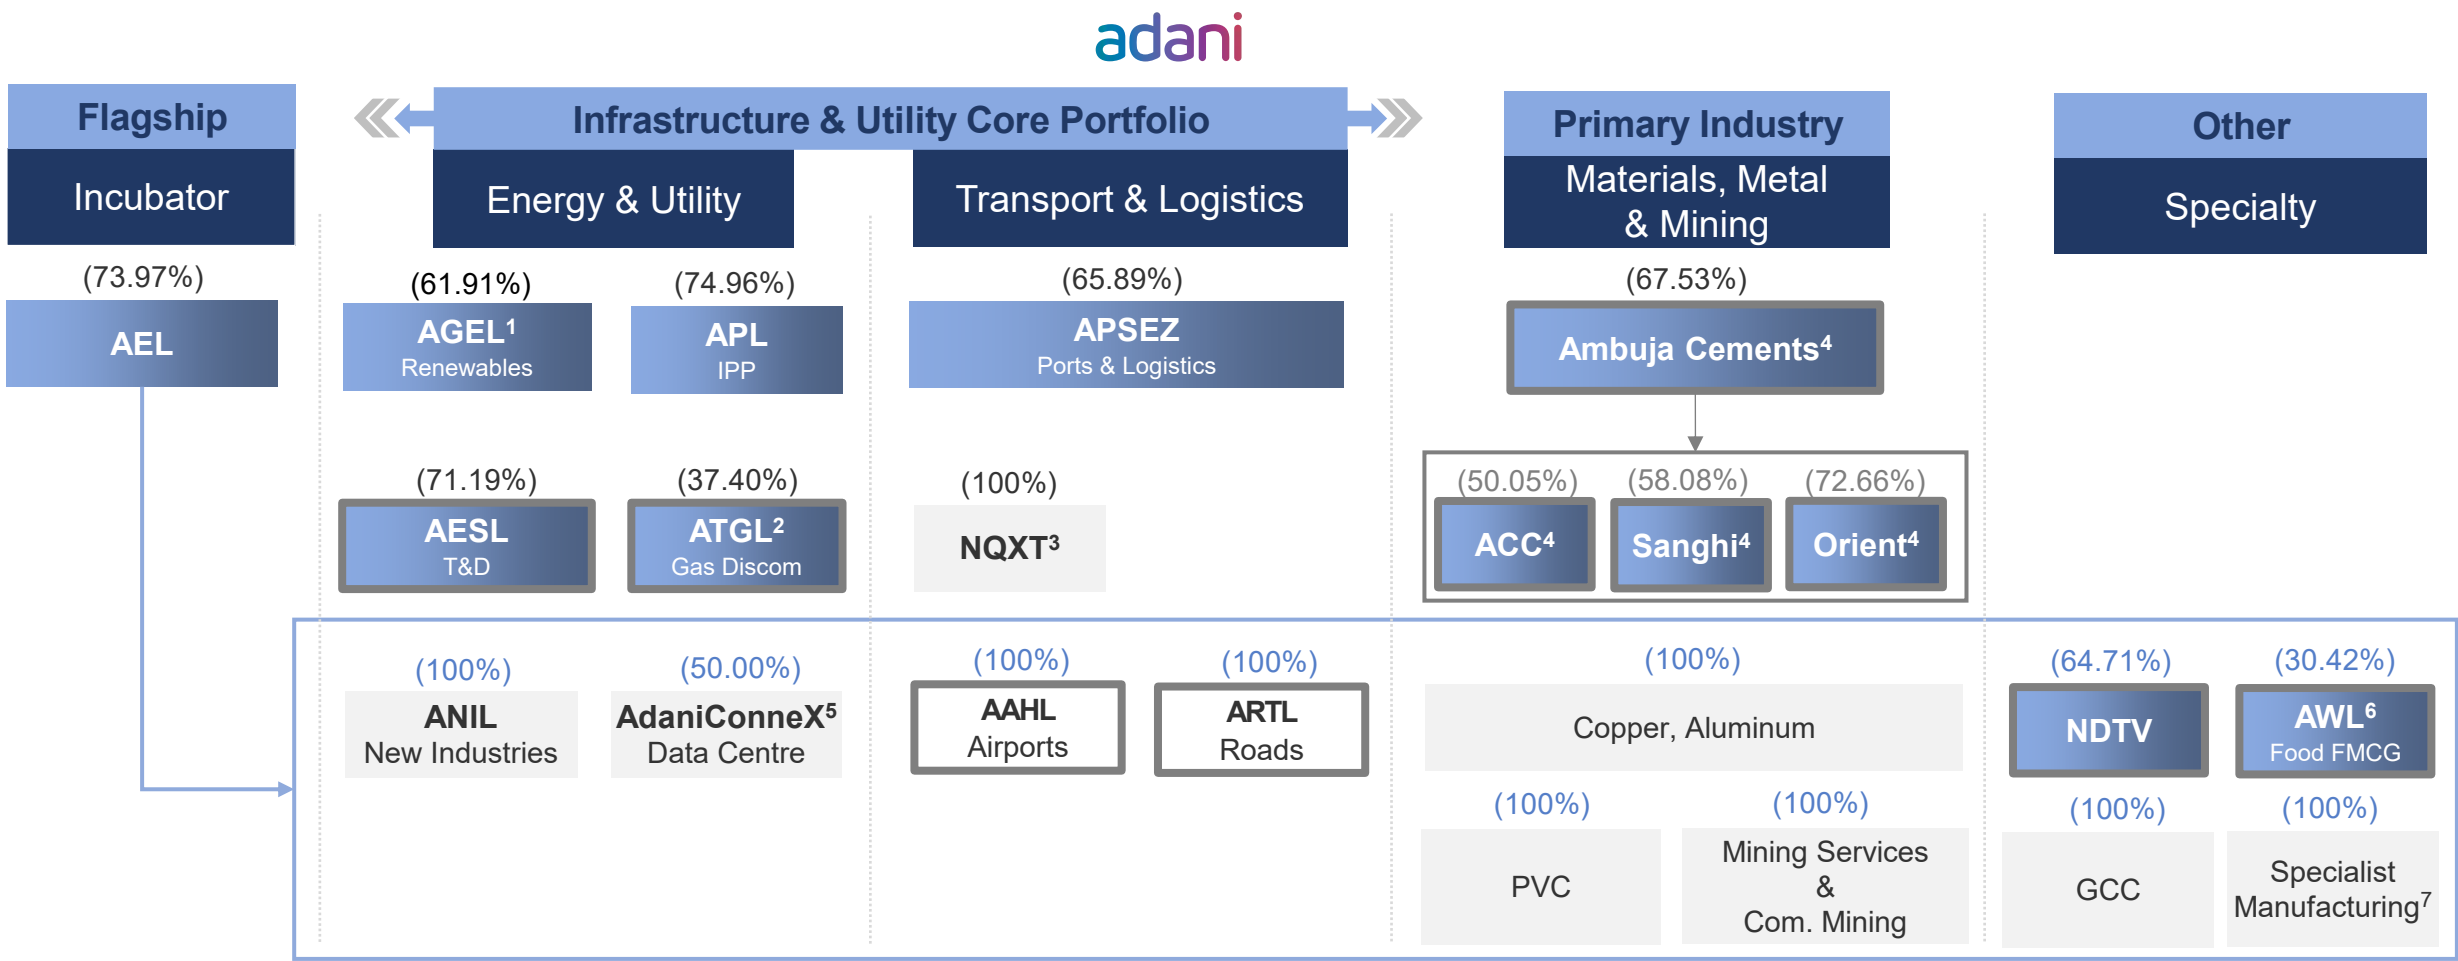 adani
Flagship
Incubator
(73.97%)
AEL
Infrastructure & Utility Core Portfolio
Energy & Utility
(61.91%)
AGEL¹
Renewables
(74.96%)
APL
IPP
(71.19%)
AESL
T&D
(37.40%)
ATGL²
Gas Discom
Transport & Logistics
(65.89%)
APSEZ
Ports & Logistics
(100%)
NQXT³
Primary Industry
Materials, Metal
& Mining
(67.53%)
Ambuja Cements⁴
(50.05%)
ACC⁴
(58.08%)
Sanghi⁴
(72.66%)
Orient⁴
Other
Specialty
(100%)
ANIL
New Industries
(50.00%)
AdaniConneX⁵
Data Centre
(100%)
AAHL
Airports
(100%)
ARTL
Roads
(100%)
Copper, Aluminum
(100%)
PVC
(100%)
Mining Services
&
Com. Mining
(64.71%)
NDTV
(30.42%)
AWL⁶
Food FMCG
(100%)
GCC
(100%)
Specialist
Manufacturing⁷